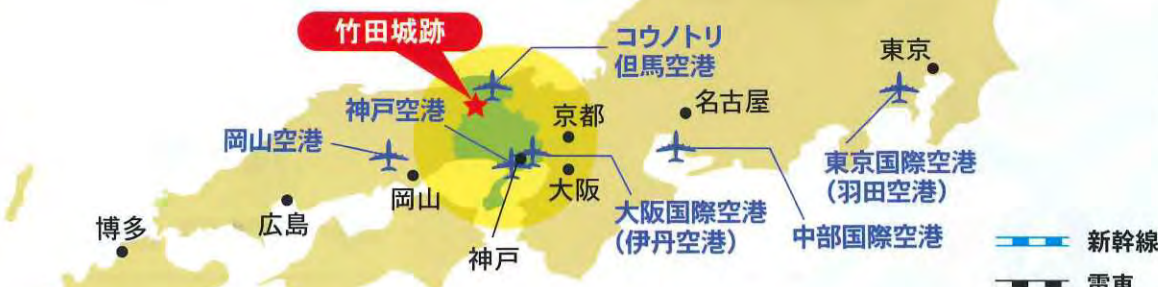 竹田城跡
コウノトリ
但馬空港
東京
神戸空港
京都
名古屋
岡山空港
岡山
大阪
東京国際空港
(羽田空港)
博多
広島
大阪国際空港
(伊丹空港)
中部国際空港
神戸
新幹線
電車